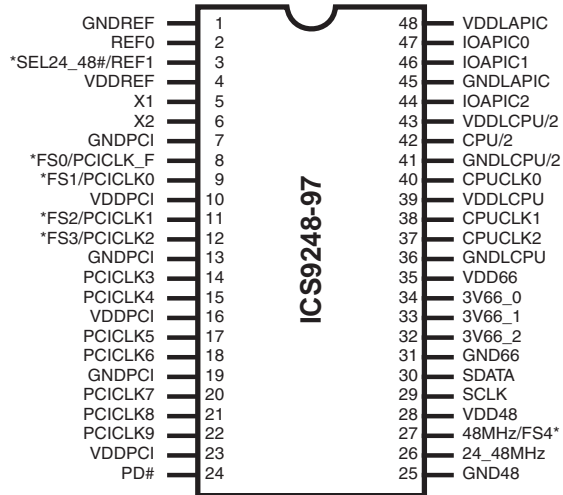 GNDREF 1 48 VDDLAPIC
REF0 2 47 IOAPIC0
*SEL24_48#/REF1 3 46 IOAPIC1
VDDREF 4 45 GNDLAPIC
X1 5 44 IOAPIC2
X2 6 43 VDDLCPU/2
GNDPCI 7 42 CPU/2
*FS0/PCICLK_F 8 41 GNDLCPU/2
*FS1/PCICLK0 9 40 CPUCLK0
VDDPCI 10 39 VDDLCPU
*FS2/PCICLK1 11 38 CPUCLK1
*FS3/PCICLK2 12 37 CPUCLK2
GNDPCI 13 36 GNDLCPU
PCICLK3 14 35 VDD66
PCICLK4 15 34 3V66_0
VDDPCI 16 33 3V66_1
PCICLK5 17 32 3V66_2
PCICLK6 18 31 GND66
GNDPCI 19 30 SDATA
PCICLK7 20 29 SCLK
PCICLK8 21 28 VDD48
PCICLK9 22 27 48MHz/FS4*
VDDPCI 23 26 24_48MHz
PD# 24 25 GND48
ICS9248-97